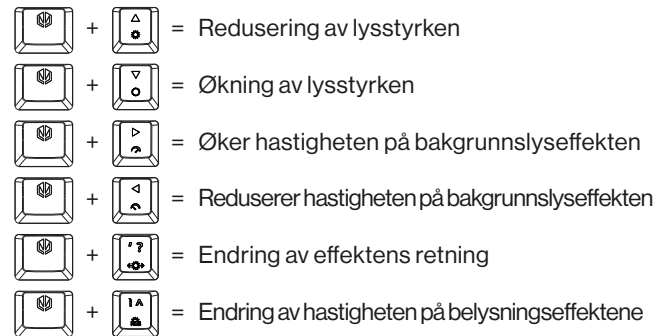 + = Redusering av lysstyrken
+ = Økning av lysstyrken
+ = Øker hastigheten på bakgrunnslyseffekten
+ = Reduserer hastigheten på bakgrunnslyseffekten
+ ' ? = Endring av effektens retning
+ = Endring av hastigheten på belysningseffektene